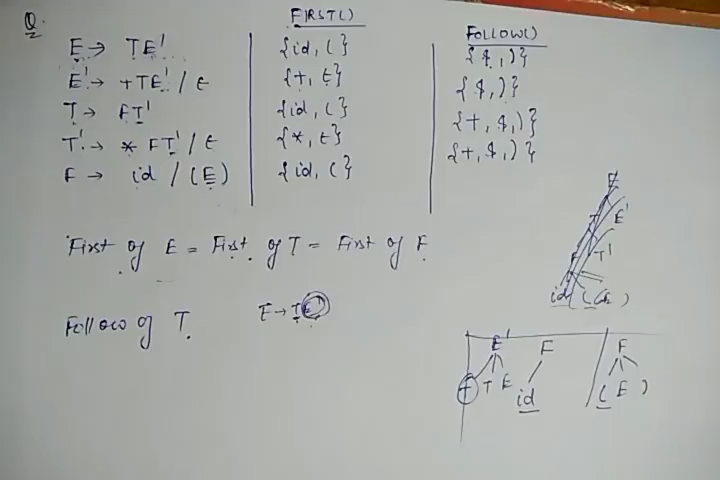 Q.
FIRST() FOLLOW()
E → TE' {id, (} {$, )}
E' → +TE' / ε {+, ε} {$, )}
T → FT' {id, (} {+, $, )}
T' → * FT' / ε {*, ε} {+, $, )}
F → id / (E) {id, (}
First of E = First of T = First of F
Follow of T. E → TE'
E
T E'
F T'
id ( (E )
E' F F
+ T E id ( E )